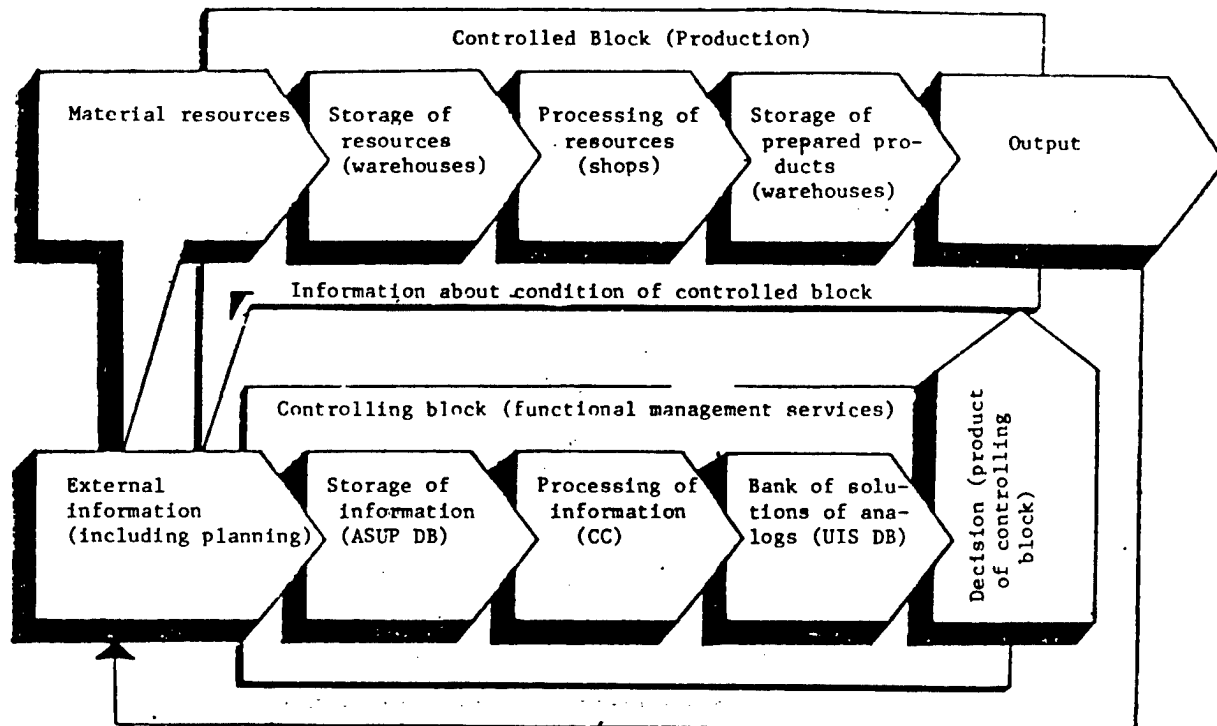 Controlled Block (Production)
Material resources
Storage of
resources
(warehouses)
Processing of
resources
(shops)
Storage of
prepared pro-
ducts
(warehouses)
Output
Information about condition of controlled block
Controlling block (functional management services)
External
information
(including planning)
Storage of
information
(ASUP DB)
Processing of
information
(CC)
Bank of solu-
tions of ana-
logs (UIS DB)
Decision (product
of controlling
block)